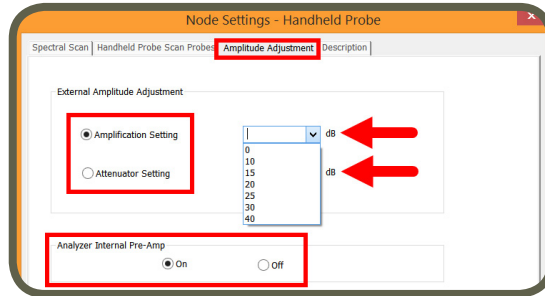 Node Settings - Handheld Probe
x
Spectral Scan Handheld Probe Scan Probes Amplitude Adjustment Description
External Amplitude Adjustment
Amplification Setting dB
0
10
Attenuator Setting 15 dB
20
25
30
40
Analyzer Internal Pre-Amp
On Off